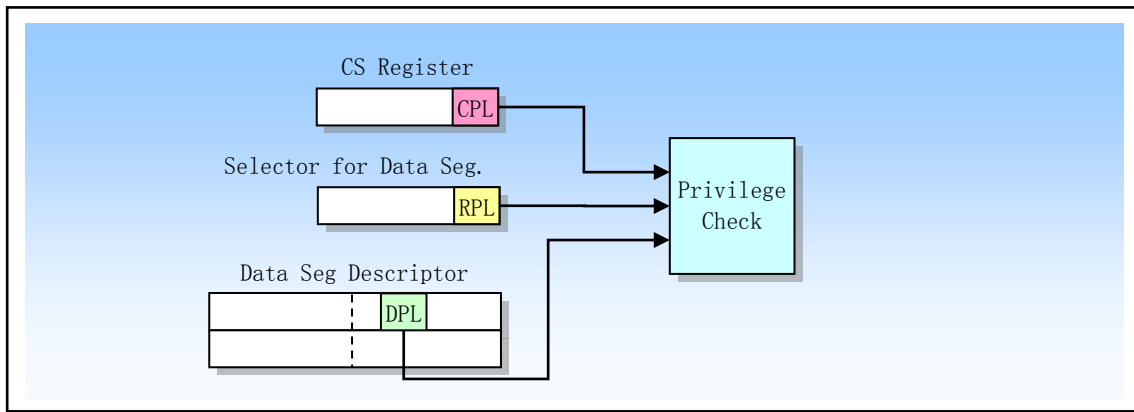 CS Register
CPL
Selector for Data Seg.
RPL
Privilege
Check
Data Seg Descriptor
DPL